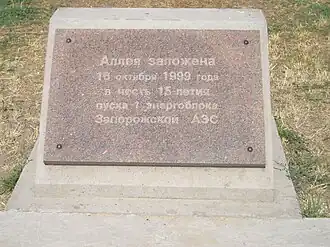 Аллея заложена
16 октября 1999 года
в честь 15-летия
пуска 1 энергоблока
Запорожской АЭС